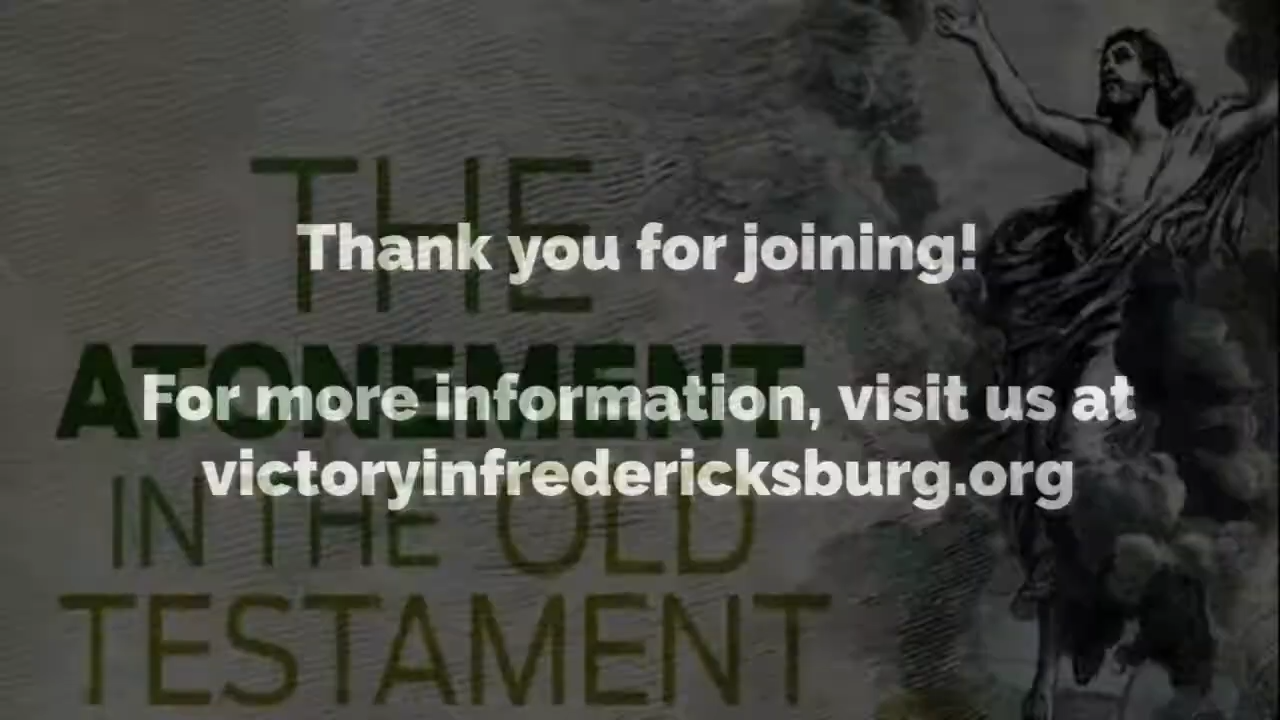 THE
Thank you for joining!
ATONEMENT
For more information, visit us at
victoryinfredericksburg.org
IN THE OLD
TESTAMENT